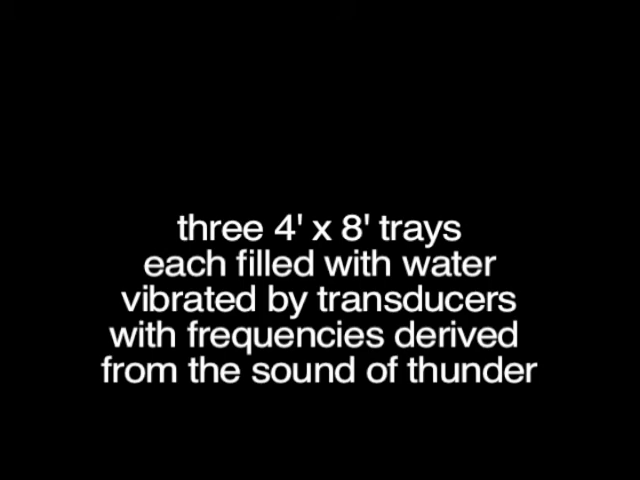 three 4' x 8' trays
each filled with water
vibrated by transducers
with frequencies derived
from the sound of thunder